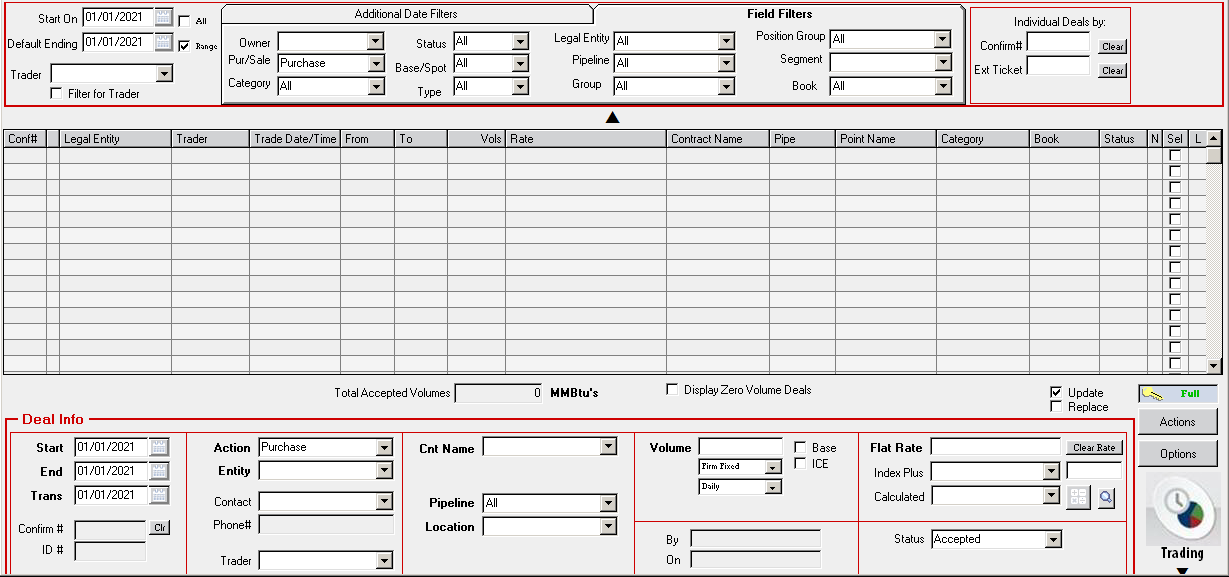 Start On 01/01/2021 All
Default Ending 01/01/2021 Range
Trader
Filter for Trader
Additional Date Filters Field Filters
Owner Status All Legal Entity All Position Group All
Pur/Sale Purchase Base/Spot All Pipeline All Segment
Category All Type All Group All Book All
Individual Deals by:
Confirm# Clear
Ext Ticket Clear
Conf# Legal Entity Trader Trade Date/Time From To Vols Rate Contract Name Pipe Point Name Category Book Status N Sel L
Total Accepted Volumes 0 MMBtu's Display Zero Volume Deals Update Full
Replace
Deal Info Actions
Start 01/01/2021 Action Purchase Cnt Name Volume Base Flat Rate Clear Rate
End 01/01/2021 Entity Firm Fixed ICE Index Plus Options
Trans 01/01/2021 Contact Pipeline All Daily Calculated
Confirm # Clr Phone# Location
ID # By Status Accepted
Trader On Trading